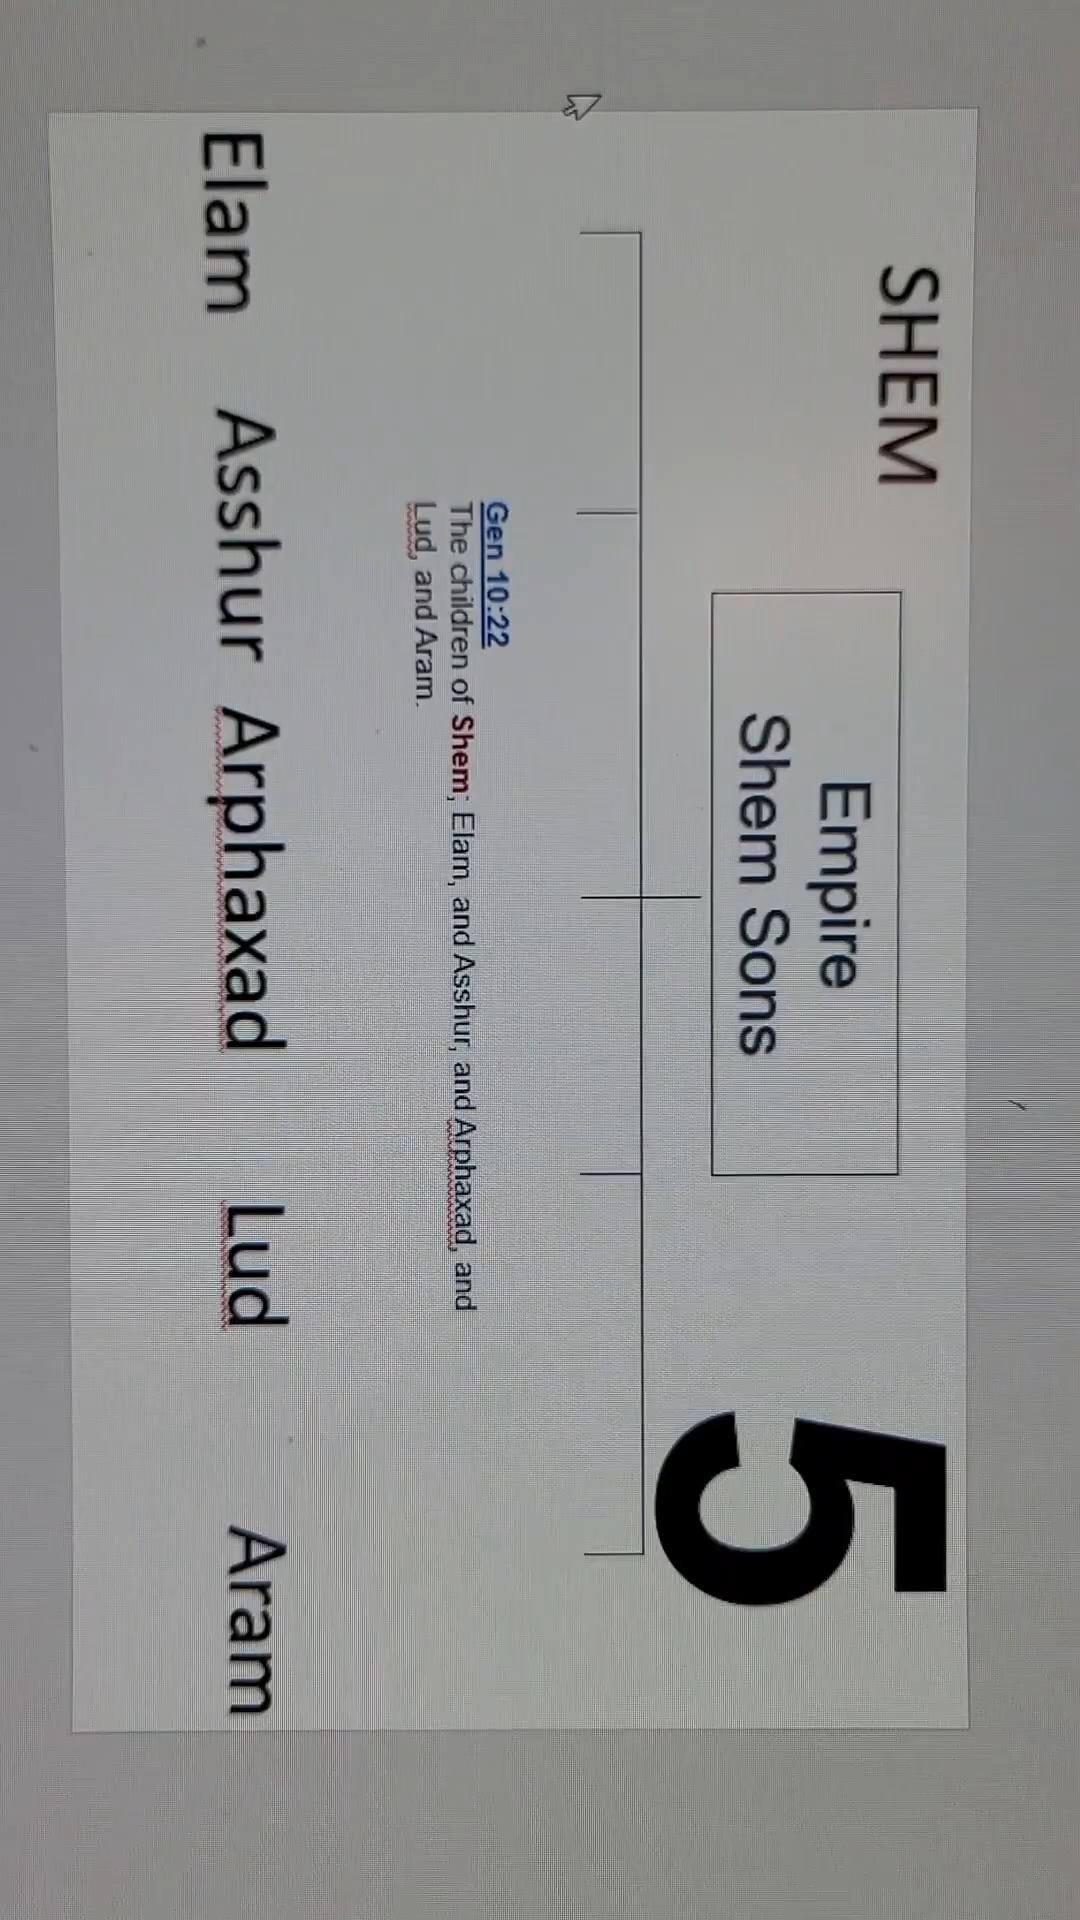 SHEM
Empire
Shem Sons
5
Gen 10:22
The children of Shem; Elam, and Asshur, and Arphaxad, and
Lud, and Aram.
Elam Asshur Arphaxad Lud Aram